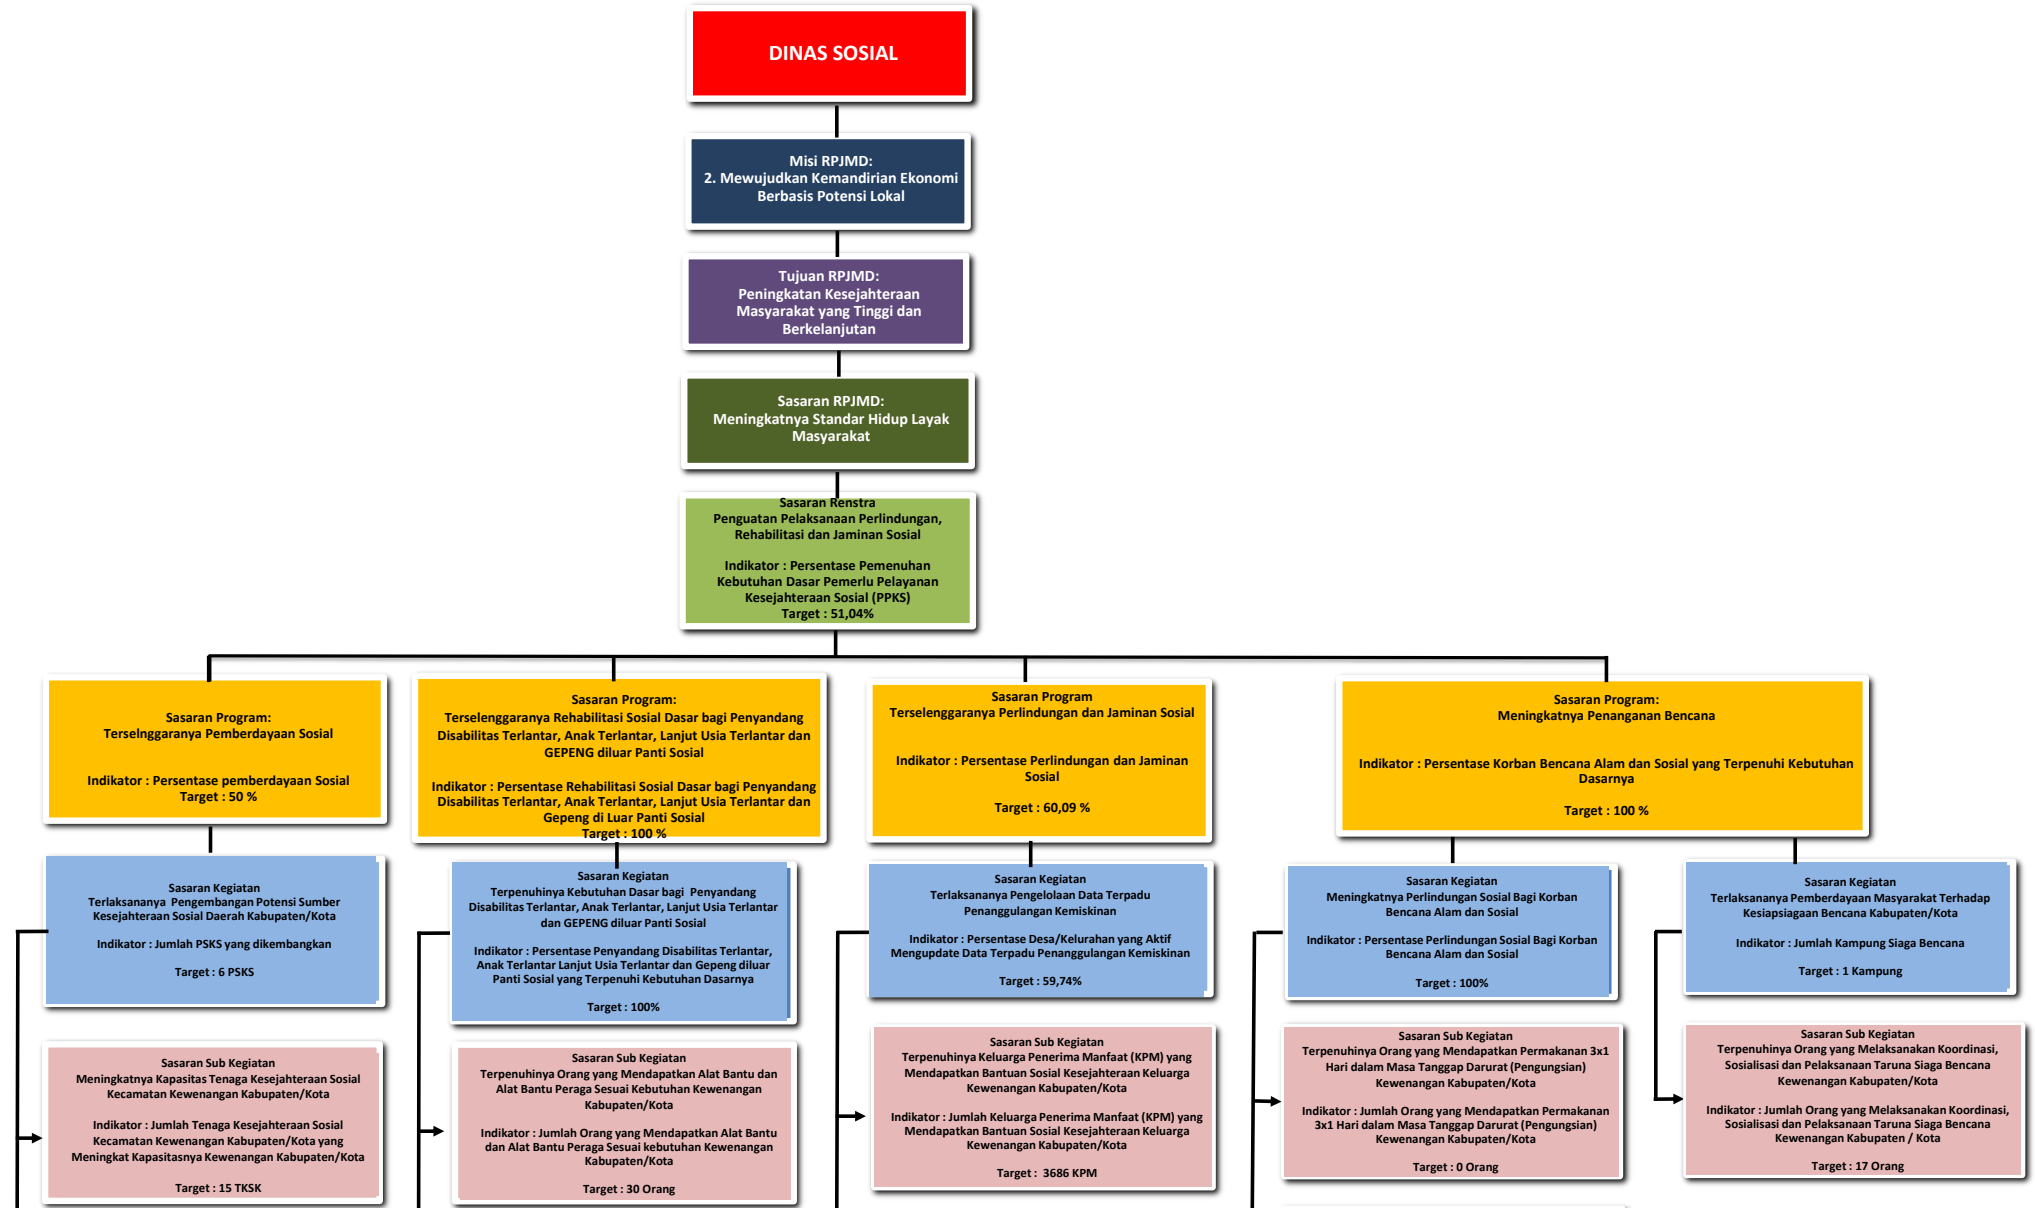 DINAS SOSIAL
Misi RPJMD:
2. Mewujudkan Kemandirian Ekonomi
Berbasis Potensi Lokal
Tujuan RPJMD:
Peningkatan Kesejahteraan
Masyarakat yang Tinggi dan
Berkelanjutan
Sasaran RPJMD:
Meningkatnya Standar Hidup Layak
Masyarakat
Sasaran Renstra
Penguatan Pelaksanaan Perlindungan,
Rehabilitasi dan Jaminan Sosial
Indikator : Persentase Pemenuhan
Kebutuhan Dasar Pemerlu Pelayanan
Kesejahteraan Sosial (PPKS)
Target : 51,04%
Sasaran Program:
Terselnggaranya Pemberdayaan Sosial
Indikator : Persentase pemberdayaan Sosial
Target : 50 %
Sasaran Program:
Terselenggaranya Rehabilitasi Sosial Dasar bagi Penyandang
Disabilitas Terlantar, Anak Terlantar, Lanjut Usia Terlantar dan
GEPENG diluar Panti Sosial
Indikator : Persentase Rehabilitasi Sosial Dasar bagi Penyandang
Disabilitas Terlantar, Anak Terlantar, Lanjut Usia Terlantar dan
Gepeng di Luar Panti Sosial
Target : 100 %
Sasaran Program
Terselenggaranya Perlindungan dan Jaminan Sosial
Indikator : Persentase Perlindungan dan Jaminan
Sosial
Target : 60,09 %
Sasaran Program:
Meningkatnya Penanganan Bencana
Indikator : Persentase Korban Bencana Alam dan Sosial yang Terpenuhi Kebutuhan
Dasarnya
Target : 100 %
Sasaran Kegiatan
Terlaksananya Pengembangan Potensi Sumber
Kesejahteraan Sosial Daerah Kabupaten/Kota
Indikator : Jumlah PSKS yang dikembangkan
Target : 6 PSKS
Sasaran Kegiatan
Terpenuhinya Kebutuhan Dasar bagi Penyandang
Disabilitas Terlantar, Anak Terlantar, Lanjut Usia Terlantar
dan GEPENG diluar Panti Sosial
Indikator : Persentase Penyandang Disabilitas Terlantar,
Anak Terlantar Lanjut Usia Terlantar dan Gepeng diluar
Panti Sosial yang Terpenuhi Kebutuhan Dasarnya
Target : 100%
Sasaran Kegiatan
Terlaksananya Pengelolaan Data Terpadu
Penanggulangan Kemiskinan
Indikator : Persentase Desa/Kelurahan yang Aktif
Mengupdate Data Terpadu Penanggulangan Kemiskinan
Target : 59,74%
Sasaran Kegiatan
Meningkatnya Perlindungan Sosial Bagi Korban
Bencana Alam dan Sosial
Indikator : Persentase Perlindungan Sosial Bagi Korban
Bencana Alam dan Sosial
Target : 100%
Sasaran Kegiatan
Terlaksananya Pemberdayaan Masyarakat Terhadap
Kesiapsiagaan Bencana Kabupaten/Kota
Indikator : Jumlah Kampung Siaga Bencana
Target : 1 Kampung
Sasaran Sub Kegiatan
Meningkatnya Kapasitas Tenaga Kesejahteraan Sosial
Kecamatan Kewenangan Kabupaten/Kota
Indikator : Jumlah Tenaga Kesejahteraan Sosial
Kecamatan Kewenangan Kabupaten/Kota yang
Meningkat Kapasitasnya Kewenangan Kabupaten/Kota
Target : 15 TKSK
Sasaran Sub Kegiatan
Terpenuhinya Orang yang Mendapatkan Alat Bantu dan
Alat Bantu Peraga Sesuai Kebutuhan Kewenangan
Kabupaten/Kota
Indikator : Jumlah Orang yang Mendapatkan Alat Bantu
dan Alat Bantu Peraga Sesuai kebutuhan Kewenangan
Kabupaten/Kota
Target : 30 Orang
Sasaran Sub Kegiatan
Terpenuhinya Keluarga Penerima Manfaat (KPM) yang
Mendapatkan Bantuan Sosial Kesejahteraan Keluarga
Kewenangan Kabupaten/Kota
Indikator : Jumlah Keluarga Penerima Manfaat (KPM) yang
Mendapatkan Bantuan Sosial Kesejahteraan Keluarga
Kewenangan Kabupaten/Kota
Target : 3686 KPM
Sasaran Sub Kegiatan
Terpenuhinya Orang yang Mendapatkan Permakanan 3x1
Hari dalam Masa Tanggap Darurat (Pengungsian)
Kewenangan Kabupaten/Kota
Indikator : Jumlah Orang yang Mendapatkan Permakanan
3x1 Hari dalam Masa Tanggap Darurat (Pengungsian)
Kewenangan Kabupaten/Kota
Target : 0 Orang
Sasaran Sub Kegiatan
Terpenuhinya Orang yang Melaksanakan Koordinasi,
Sosialisasi dan Pelaksanaan Taruna Siaga Bencana
Kewenangan Kabupaten/Kota
Indikator : Jumlah Orang yang Melaksanakan Koordinasi,
Sosialisasi dan Pelaksanaan Taruna Siaga Bencana
Kewenangan Kabupaten / Kota
Target : 17 Orang